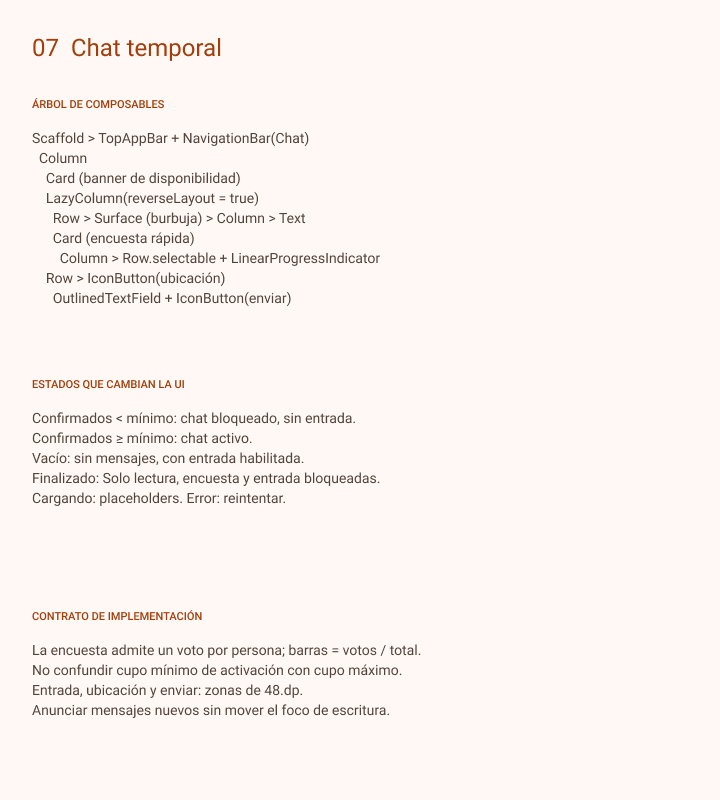 07 Chat temporal
ÁRBOL DE COMPOSABLES
Scaffold > TopAppBar + NavigationBar(Chat)
Column
Card (banner de disponibilidad)
LazyColumn(reverseLayout = true)
Row > Surface (burbuja) > Column > Text
Card (encuesta rápida)
Column > Row.selectable + LinearProgressIndicator
Row > IconButton(ubicación)
OutlinedTextField + IconButton(enviar)
ESTADOS QUE CAMBIAN LA UI
Confirmados < mínimo: chat bloqueado, sin entrada.
Confirmados ≥ mínimo: chat activo.
Vacío: sin mensajes, con entrada habilitada.
Finalizado: Solo lectura, encuesta y entrada bloqueadas.
Cargando: placeholders. Error: reintentar.
CONTRATO DE IMPLEMENTACIÓN
La encuesta admite un voto por persona; barras = votos / total.
No confundir cupo mínimo de activación con cupo máximo.
Entrada, ubicación y enviar: zonas de 48.dp.
Anunciar mensajes nuevos sin mover el foco de escritura.